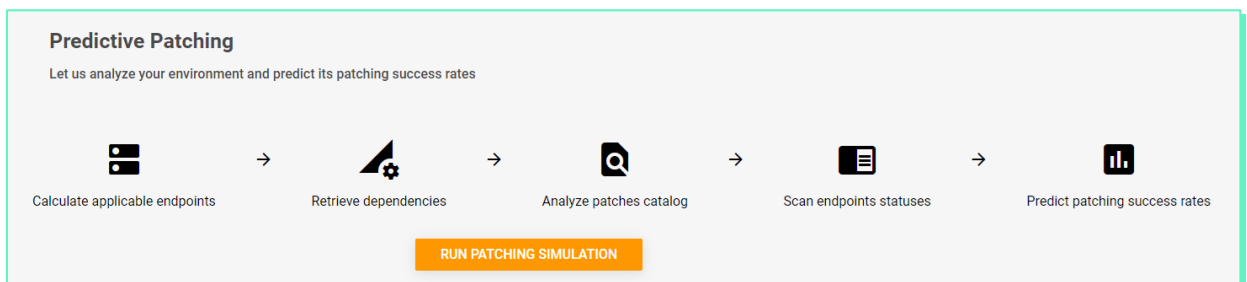 Predictive Patching
Let us analyze your environment and predict its patching success rates
Calculate applicable endpoints
Retrieve dependencies
Analyze patches catalog
Scan endpoints statuses
Predict patching success rates
RUN PATCHING SIMULATION